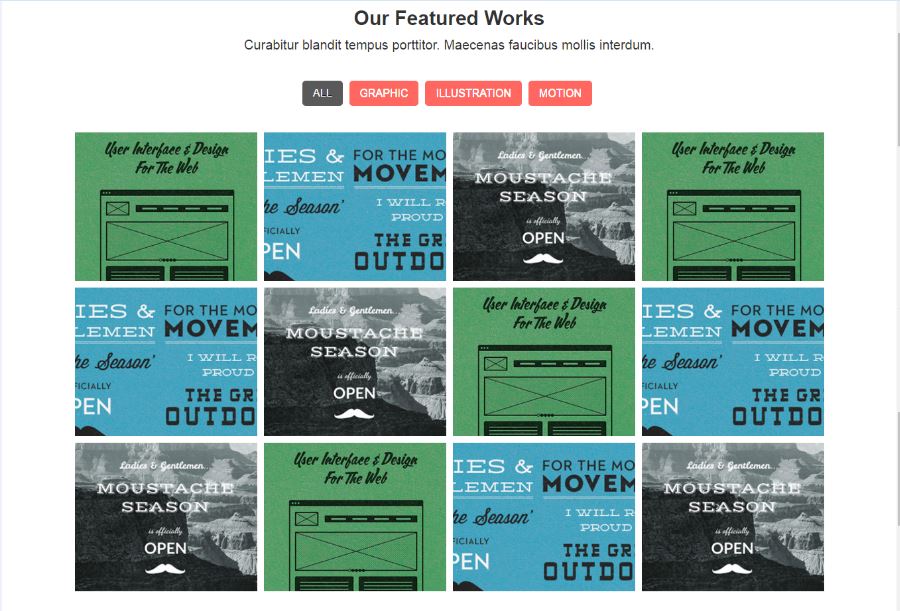 Our Featured Works
Curabitur blandit tempus porttitor. Maecenas faucibus mollis interdum.
ALL
GRAPHIC
ILLUSTRATION
MOTION
User Interface & Design
For The Web
IES &
LEMEN
he Season'
FICIALLY
PEN
FOR THE MO
MOVEM
I WILL R
PROUD
THE GR
OUTDO
Ladies & Gentlemen...
MOUSTACHE
SEASON
is officially
OPEN
User Interface & Design
For The Web
DIES &
LEMEN
he Season'
FICIALLY
PEN
FOR THE MO
MOVEM
I WILL R
PROUD
THE GR
OUTDO
Ladies & Gentlemen...
MOUSTACHE
SEASON
is officially
OPEN
User Interface & Design
For The Web
DIES &
LEMEN
he Season'
FICIALLY
PEN
FOR THE MO
MOVEM
I WILL R
PROUD
THE GR
OUTDO
Ladies & Gentlemen...
MOUSTACHE
SEASON
is officially
OPEN
User Interface & Design
For The Web
IES &
LEMEN
he Season'
FICIALLY
PEN
FOR THE MO
MOVEM
I WILL R
PROUD
THE GR
OUTDO
Ladies & Gentlemen...
MOUSTACHE
SEASON
is officially
OPEN